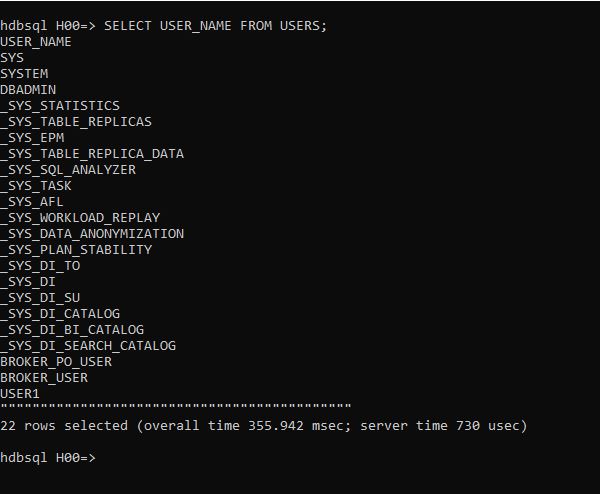 hdbsql H00=> SELECT USER_NAME FROM USERS;
USER_NAME
SYS
SYSTEM
DBADMIN
_SYS_STATISTICS
_SYS_TABLE_REPLICAS
_SYS_EPM
_SYS_TABLE_REPLICA_DATA
_SYS_SQL_ANALYZER
_SYS_TASK
_SYS_AFL
_SYS_WORKLOAD_REPLAY
_SYS_DATA_ANONYMIZATION
_SYS_PLAN_STABILITY
_SYS_DI_TO
_SYS_DI
_SYS_DI_SU
_SYS_DI_CATALOG
_SYS_DI_BI_CATALOG
_SYS_DI_SEARCH_CATALOG
BROKER_PO_USER
BROKER_USER
USER1
""""""""""""""""""""""""""""""""""""""""""""
22 rows selected (overall time 355.942 msec; server time 730 usec)
hdbsql H00=>